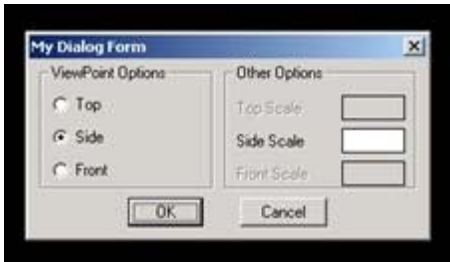 My Dialog Form
ViewPoint Options
Top
Side
Front
Other Options
Top Scale
Side Scale
Front Scale
OK
Cancel